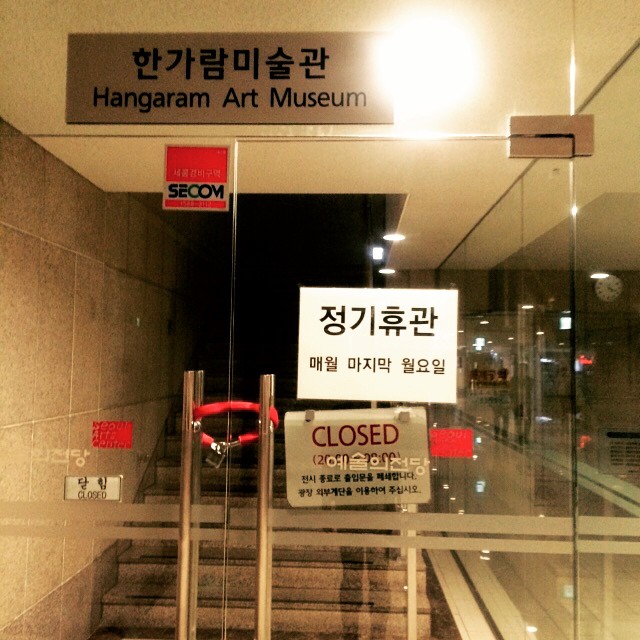 한가람미술관
Hangaram Art Museum
세콤경비구역
SECOM
정기휴관
매월 마지막 월요일
CLOSED
예술의전당
전시 종료로 출입문을 폐쇄합니다.
광장 외부계단을 이용하여 주십시오.
의전당
닫힘
CLOSED